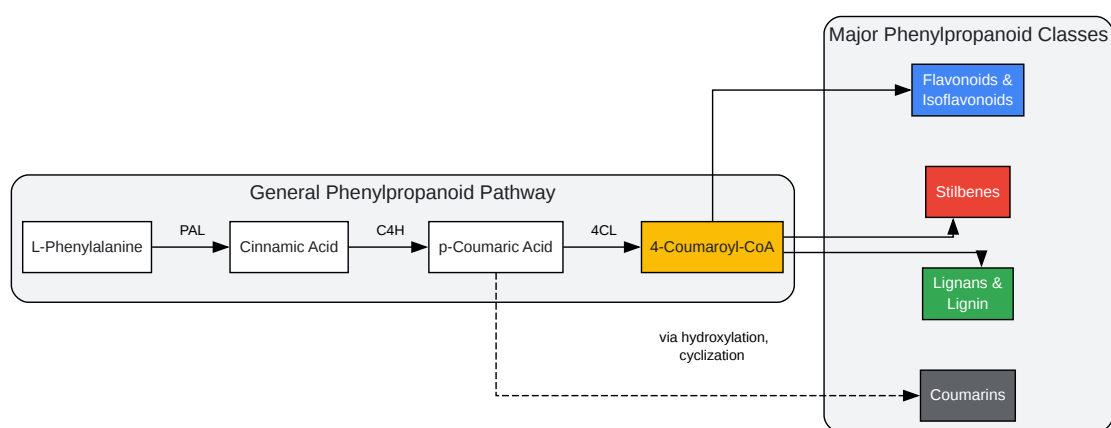 Major Phenylpropanoid Classes
Flavonoids &
Isoflavonoids
General Phenylpropanoid Pathway
Stilbenes
L-Phenylalanine
PAL
Cinnamic Acid
C4H
p-Coumaric Acid
4CL
4-Coumaroyl-CoA
Lignans &
Lignin
via hydroxylation,
cyclization
Coumarins